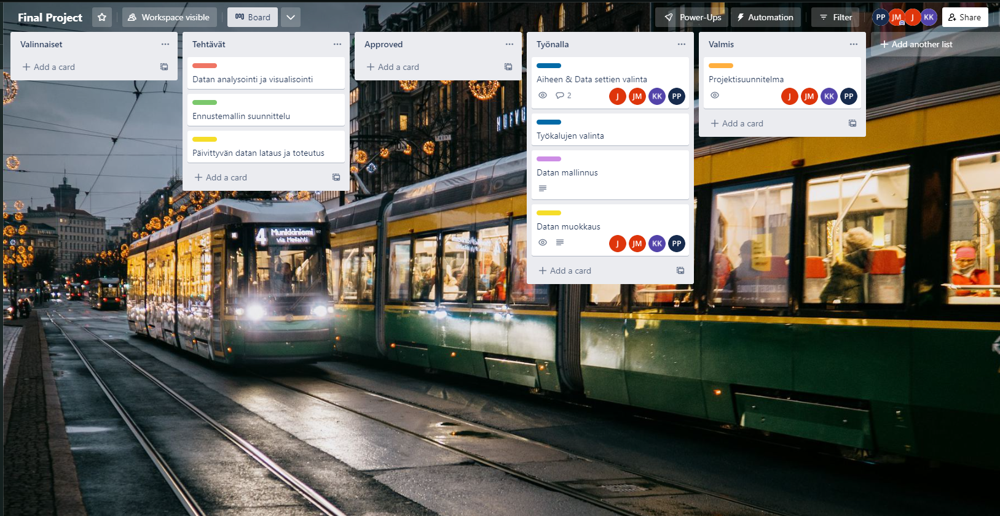 Final Project
Workspace visible
Board
Power-Ups
Automation
Filter
PP
JM
J
KK
Share
Valinnaiset
Add a card
Tehtävät
Datan analysointi ja visualisointi
Ennustemallin suunnittelu
Päivittyvän datan lataus ja toteutus
Add a card
Approved
Add a card
Työnalla
Aiheen & Data settien valinta
2
J JM KK PP
Työkalujen valinta
Datan mallinnus
Datan muokkaus
J JM KK PP
Add a card
Valmis
Projektisuunnitelma
J JM KK PP
Add a card
Add another list
4 Munkkiniemi
via Meilahti